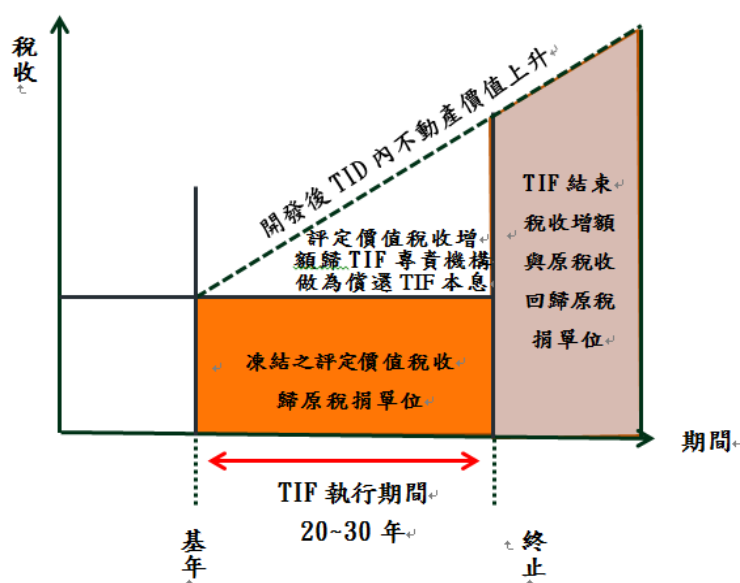 稅
收
開發後 TID 內不動產價值上升
評定價值稅收增
額歸 TIF 專責機構
做為償還 TIF 本息
TIF 結束
稅收增額
與原稅收
回歸原稅
捐單位
凍結之評定價值稅收
歸原稅捐單位
期間
TIF 執行期間
20~30 年
基
年
終
止